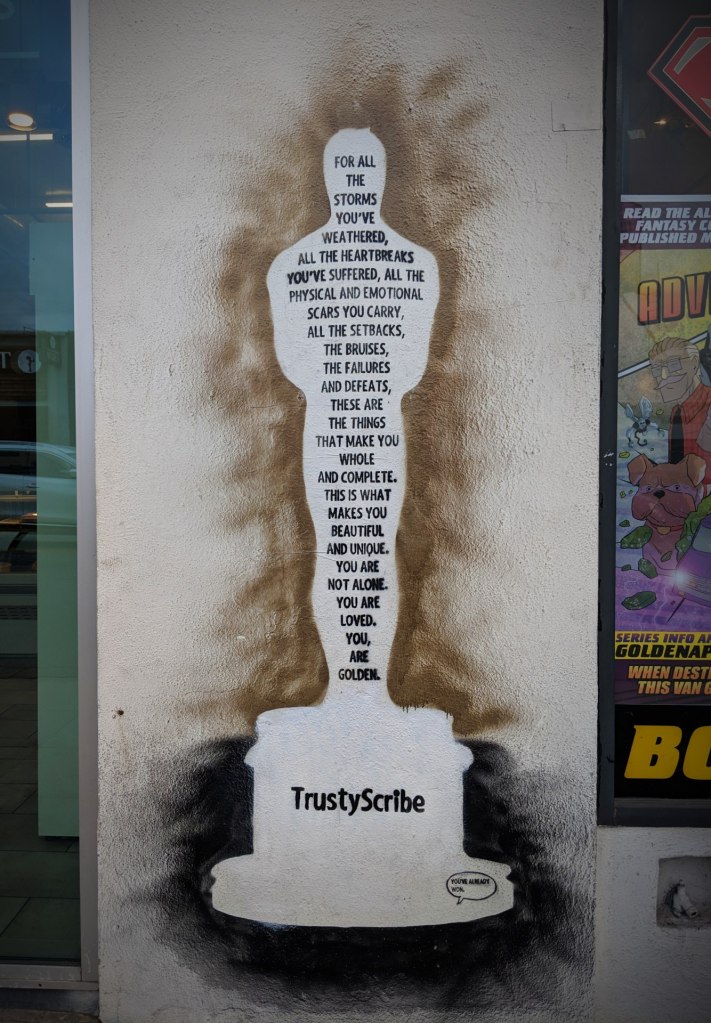 FOR ALL
THE
STORMS
YOU'VE
WEATHERED,
ALL THE HEARTBREAKS
YOU'VE SUFFERED, ALL THE
PHYSICAL AND EMOTIONAL
SCARS YOU CARRY,
ALL THE SETBACKS,
THE BRUISES,
THE FAILURES
AND DEFEATS,
THESE ARE
THE THINGS
THAT MAKE YOU
WHOLE
AND COMPLETE.
THIS IS WHAT
MAKES YOU
BEAUTIFUL
AND UNIQUE.
YOU ARE
NOT ALONE.
YOU ARE
LOVED.
YOU,
ARE
GOLDEN.
TrustyScribe
YOU'VE ALREADY
WON.
READ THE
FANTASY
PUBLISHED
ADV
SERIES INFO
GOLDENAP
WHEN
THIS VAN
BO